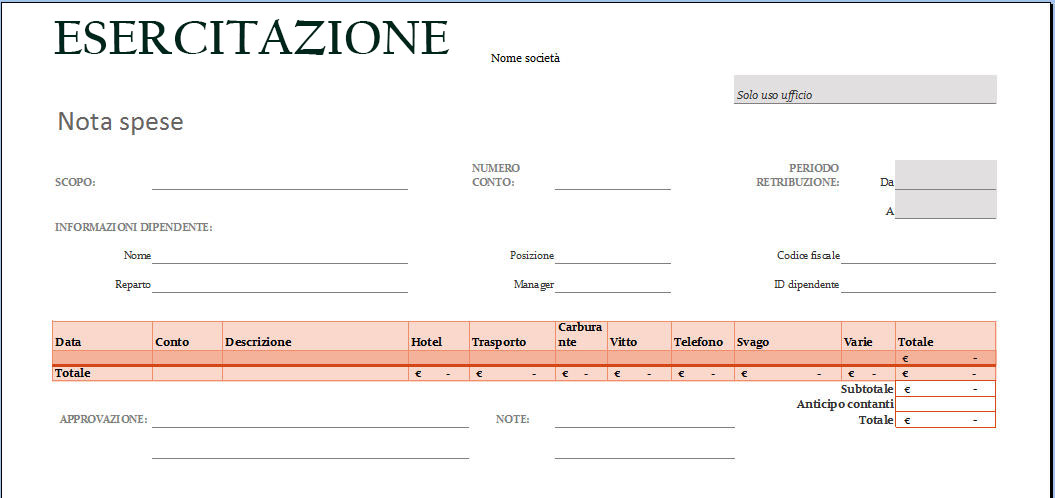 ESERCITAZIONE
Nome società
Solo uso ufficio
Nota spese
SCOPO: NUMERO CONTO: PERIODO RETRIBUZIONE: Da
A
INFORMAZIONI DIPENDENTE:
Nome Posizione Codice fiscale
Reparto Manager ID dipendente
Data Conto Descrizione Hotel Trasporto Carburante Vitto Telefono Svago Varie Totale
€ -
Totale € - € - € - € - € - € - € - € -
Subtotale € -
Anticipo contanti
APPROVAZIONE: NOTE: Totale € -